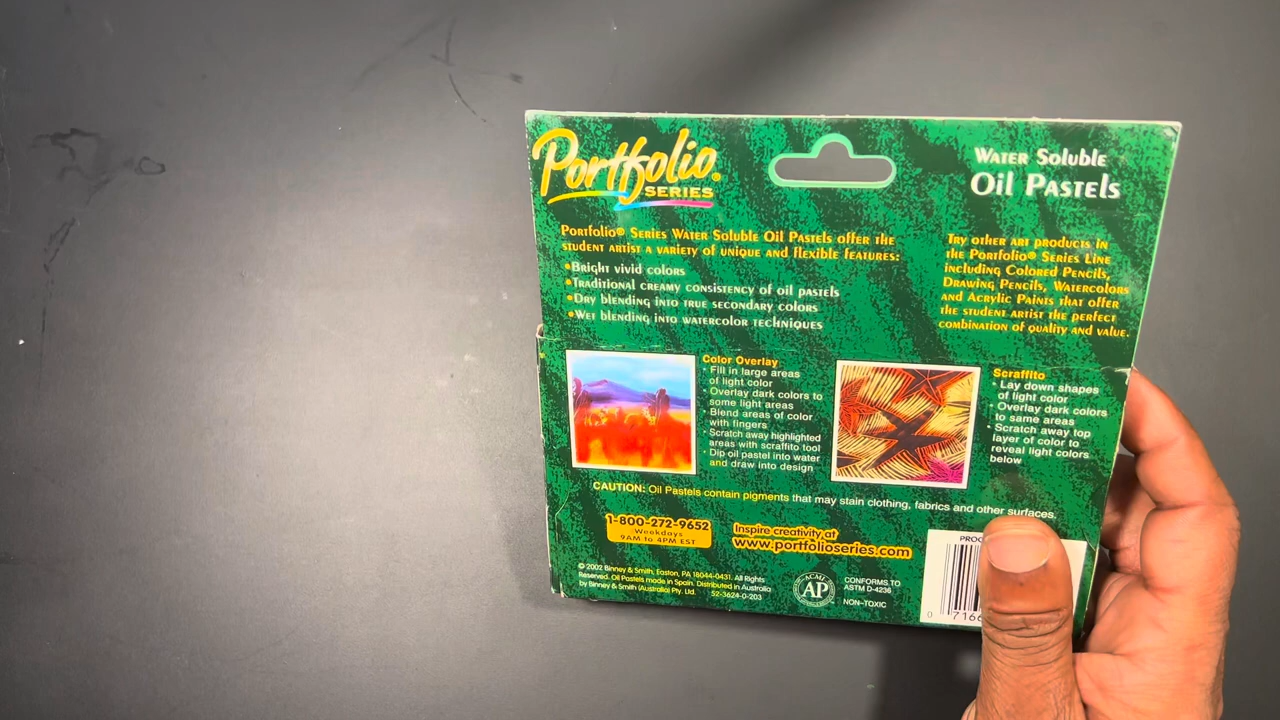 Portfolio®
SERIES
WATER SOLUBLE
OIL PASTELS
PORTFOLIO® SERIES WATER SOLUBLE OIL PASTELS OFFER THE
STUDENT ARTIST A VARIETY OF UNIQUE AND FLEXIBLE FEATURES:
•BRIGHT VIVID COLORS
•TRADITIONAL CREAMY CONSISTENCY OF OIL PASTELS
•DRY BLENDING INTO TRUE SECONDARY COLORS
•WET BLENDING INTO WATERCOLOR TECHNIQUES
TRY OTHER ART PRODUCTS IN
THE PORTFOLIO® SERIES LINE
INCLUDING COLORED PENCILS,
DRAWING PENCILS, WATERCOLORS
AND ACRYLIC PAINTS THAT OFFER
THE STUDENT ARTIST THE PERFECT
COMBINATION OF QUALITY AND VALUE.
Color Overlay
• Fill in large areas
of light color
• Overlay dark colors to
some light areas
• Blend areas of color
with fingers
• Scratch away highlighted
areas with scraffito tool
• Dip oil pastel into water
and draw into design
Scraffito
• Lay down shapes
of light color
• Overlay dark colors
to same areas
• Scratch away top
layer of color to
reveal light colors
below
CAUTION: Oil Pastels contain pigments that may stain clothing, fabrics and other surfaces.
1-800-272-9652
Weekdays
9AM to 4PM EST
Inspire creativity at
www.portfolioseries.com
© 2002 Binney & Smith, Easton, PA 18044-0431. All Rights
Reserved. Oil Pastels made in Spain. Distributed in Australia
by Binney & Smith (Australia) Pty. Ltd. 52-3624-0-203
ACMI
AP
CONFORMS TO
ASTM D-4236
NON-TOXIC
0 716